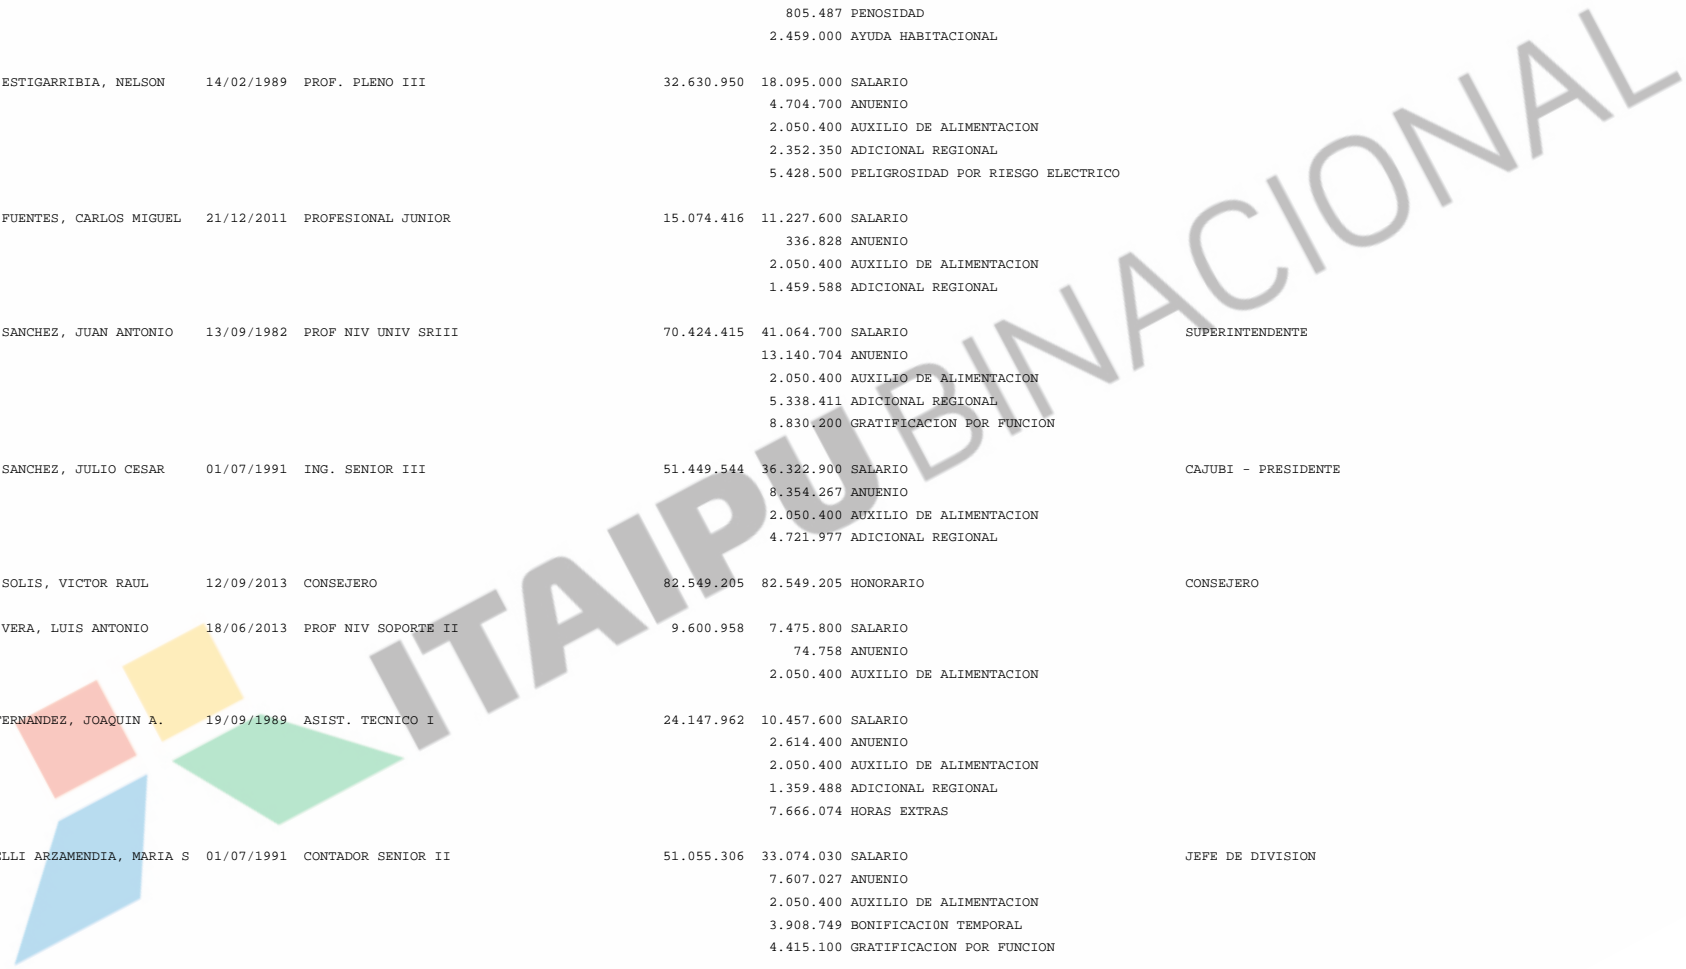 805.487 PENOSIDAD
2.459.000 AYUDA HABITACIONAL
ESTIGARRIBIA, NELSON 14/02/1989 PROF. PLENO III 32.630.950 18.095.000 SALARIO
4.704.700 ANUENIO
2.050.400 AUXILIO DE ALIMENTACION
2.352.350 ADICIONAL REGIONAL
5.428.500 PELIGROSIDAD POR RIESGO ELECTRICO
FUENTES, CARLOS MIGUEL 21/12/2011 PROFESIONAL JUNIOR 15.074.416 11.227.600 SALARIO
336.828 ANUENIO
2.050.400 AUXILIO DE ALIMENTACION
1.459.588 ADICIONAL REGIONAL
SANCHEZ, JUAN ANTONIO 13/09/1982 PROF NIV UNIV SRIII 70.424.415 41.064.700 SALARIO SUPERINTENDENTE
13.140.704 ANUENIO
2.050.400 AUXILIO DE ALIMENTACION
5.338.411 ADICIONAL REGIONAL
8.830.200 GRATIFICACION POR FUNCION
SANCHEZ, JULIO CESAR 01/07/1991 ING. SENIOR III 51.449.544 36.322.900 SALARIO CAJUBI - PRESIDENTE
8.354.267 ANUENIO
2.050.400 AUXILIO DE ALIMENTACION
4.721.977 ADICIONAL REGIONAL
SOLIS, VICTOR RAUL 12/09/2013 CONSEJERO 82.549.205 82.549.205 HONORARIO CONSEJERO
VERA, LUIS ANTONIO 18/06/2013 PROF NIV SOPORTE II 9.600.958 7.475.800 SALARIO
74.758 ANUENIO
2.050.400 AUXILIO DE ALIMENTACION
FERNANDEZ, JOAQUIN A. 19/09/1989 ASIST. TECNICO I 24.147.962 10.457.600 SALARIO
2.614.400 ANUENIO
2.050.400 AUXILIO DE ALIMENTACION
1.359.488 ADICIONAL REGIONAL
7.666.074 HORAS EXTRAS
ELLI ARZAMENDIA, MARIA S 01/07/1991 CONTADOR SENIOR II 51.055.306 33.074.030 SALARIO JEFE DE DIVISION
7.607.027 ANUENIO
2.050.400 AUXILIO DE ALIMENTACION
3.908.749 BONIFICACI0N TEMPORAL
4.415.100 GRATIFICACION POR FUNCION
ITAIPU BINACIONAL